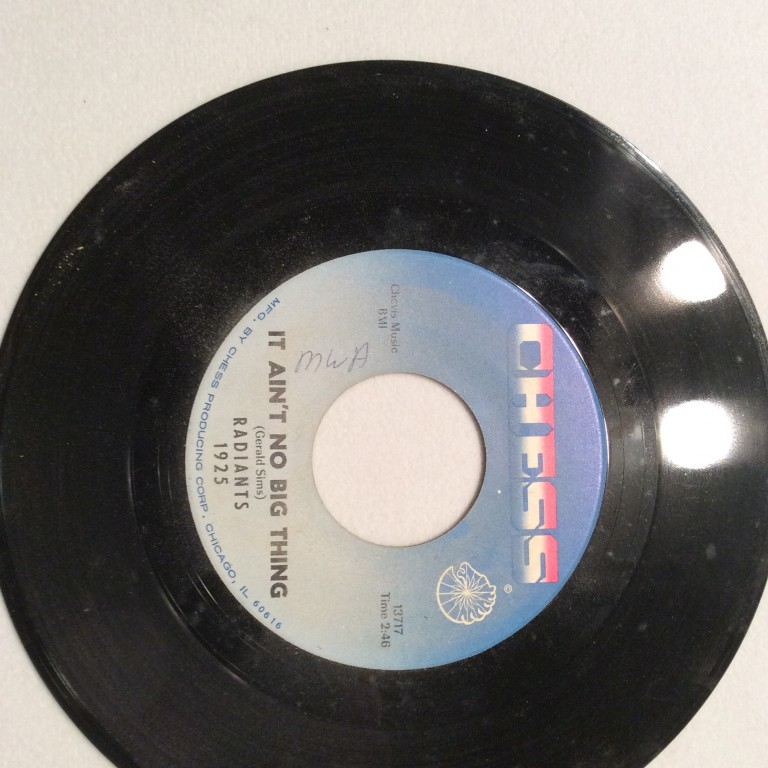 CHESS
©
Chevis Music
BMI
13717
Time 2:46
MWA
IT AIN'T NO BIG THING
(Gerald Sims)
RADIANTS
1925
MFG. BY CHESS PRODUCING CORP., CHICAGO, IL 60616